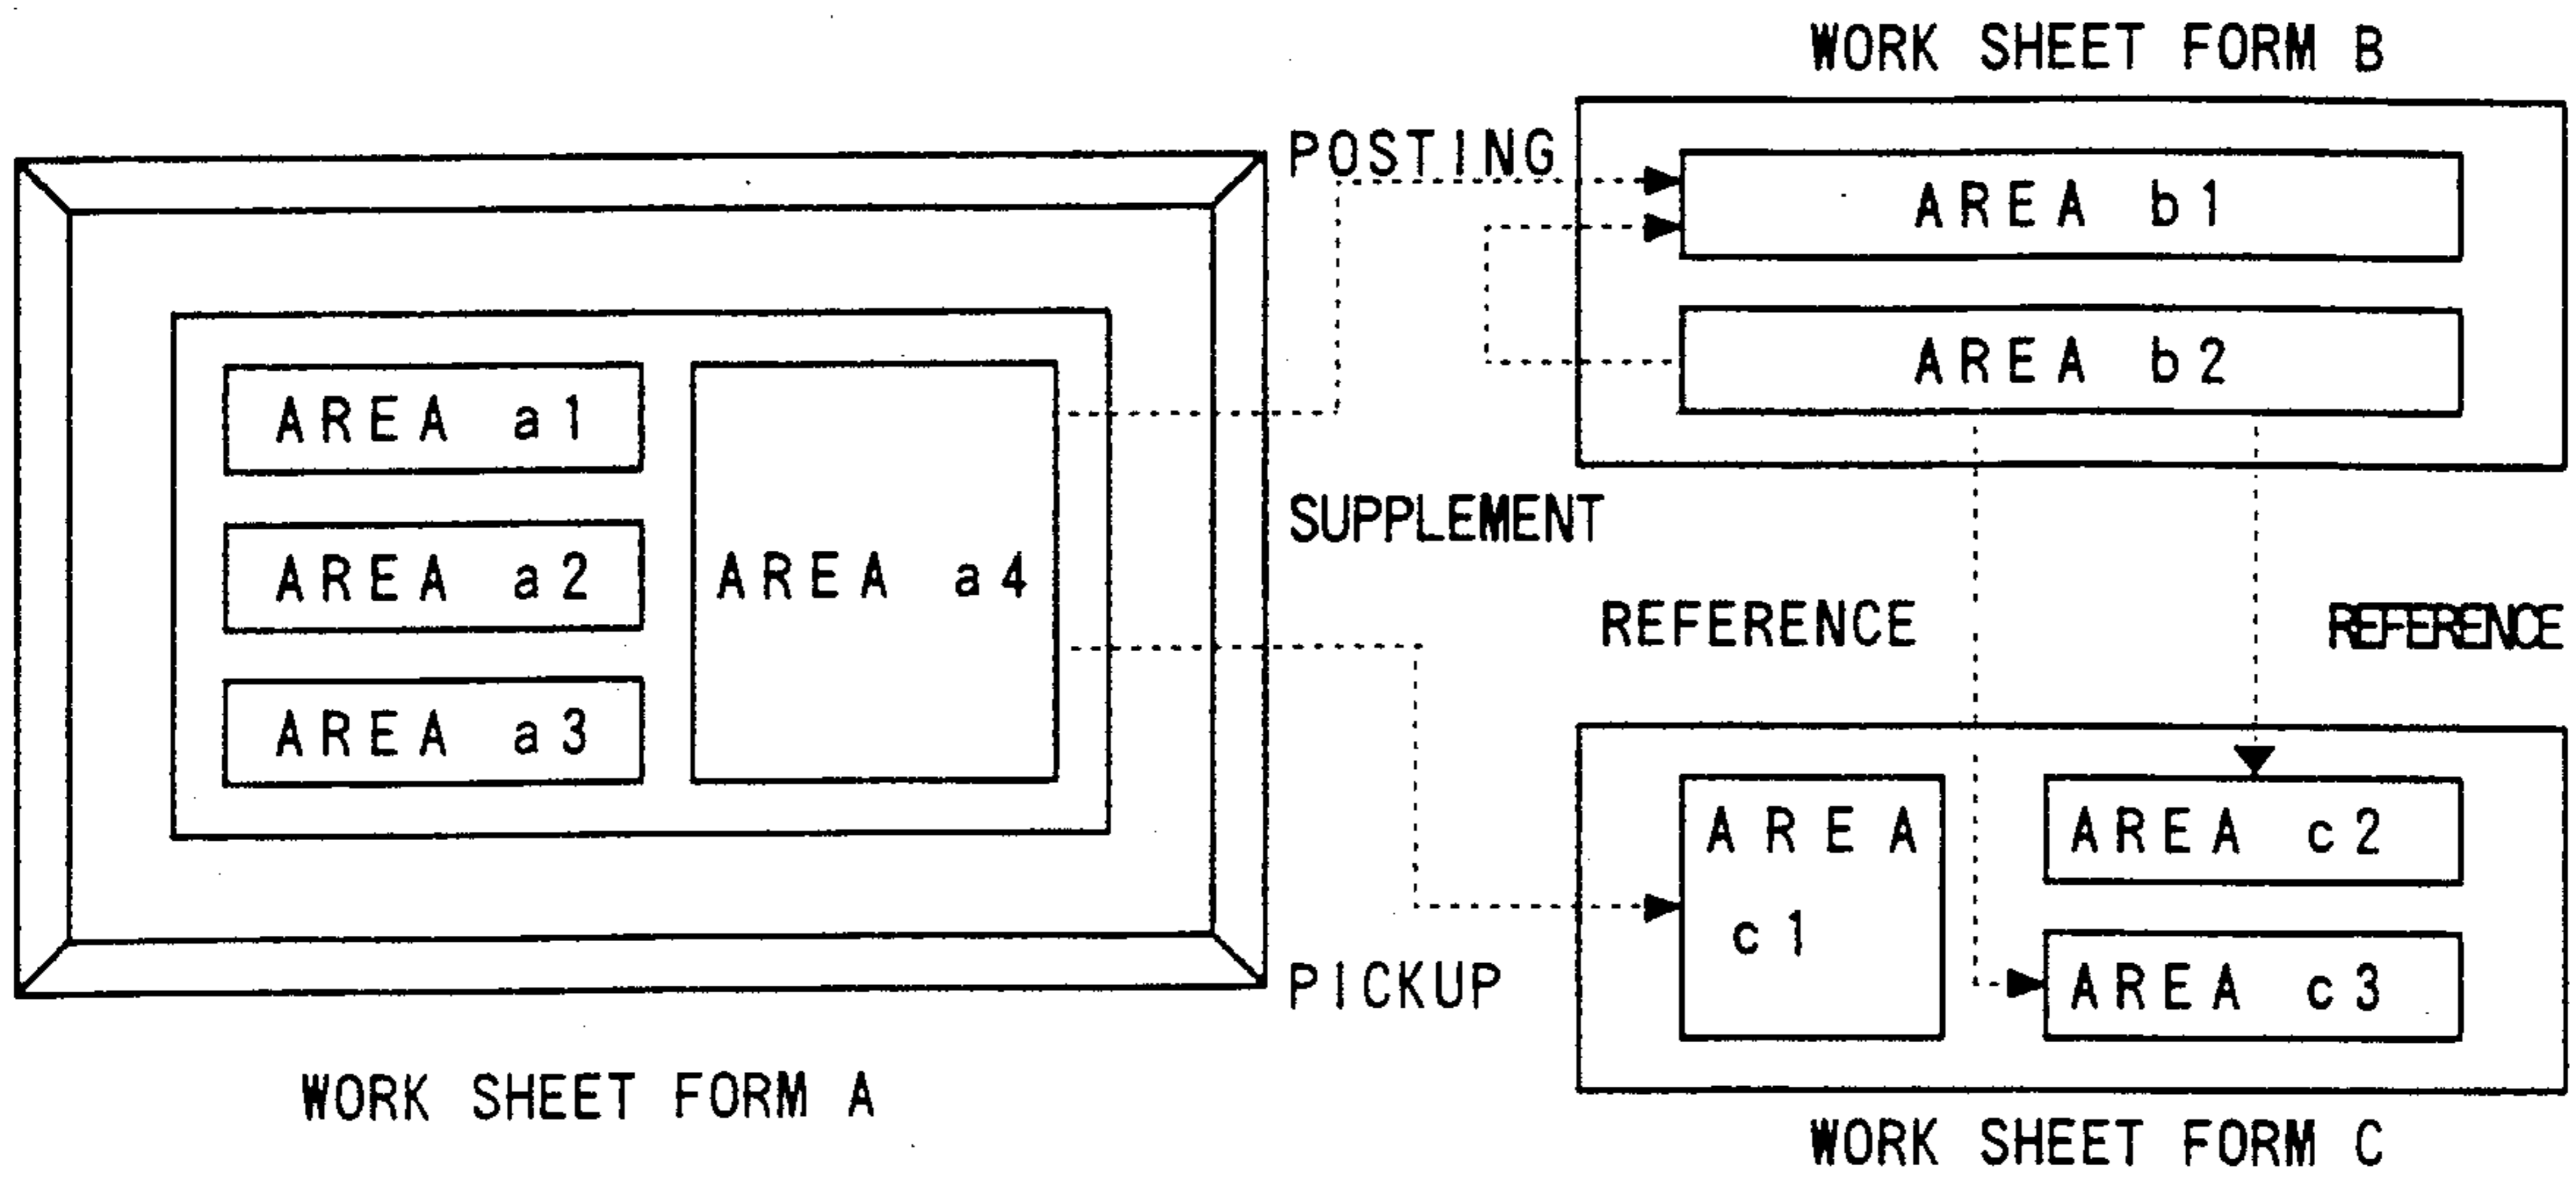 WORK SHEET FORM B
POSTING
AREA b1
AREA b2
AREA a1
AREA a2
AREA a3
AREA a4
SUPPLEMENT
REFERENCE
REFERENCE
AREA
c1
AREA c2
AREA c3
PICKUP
WORK SHEET FORM A
WORK SHEET FORM C